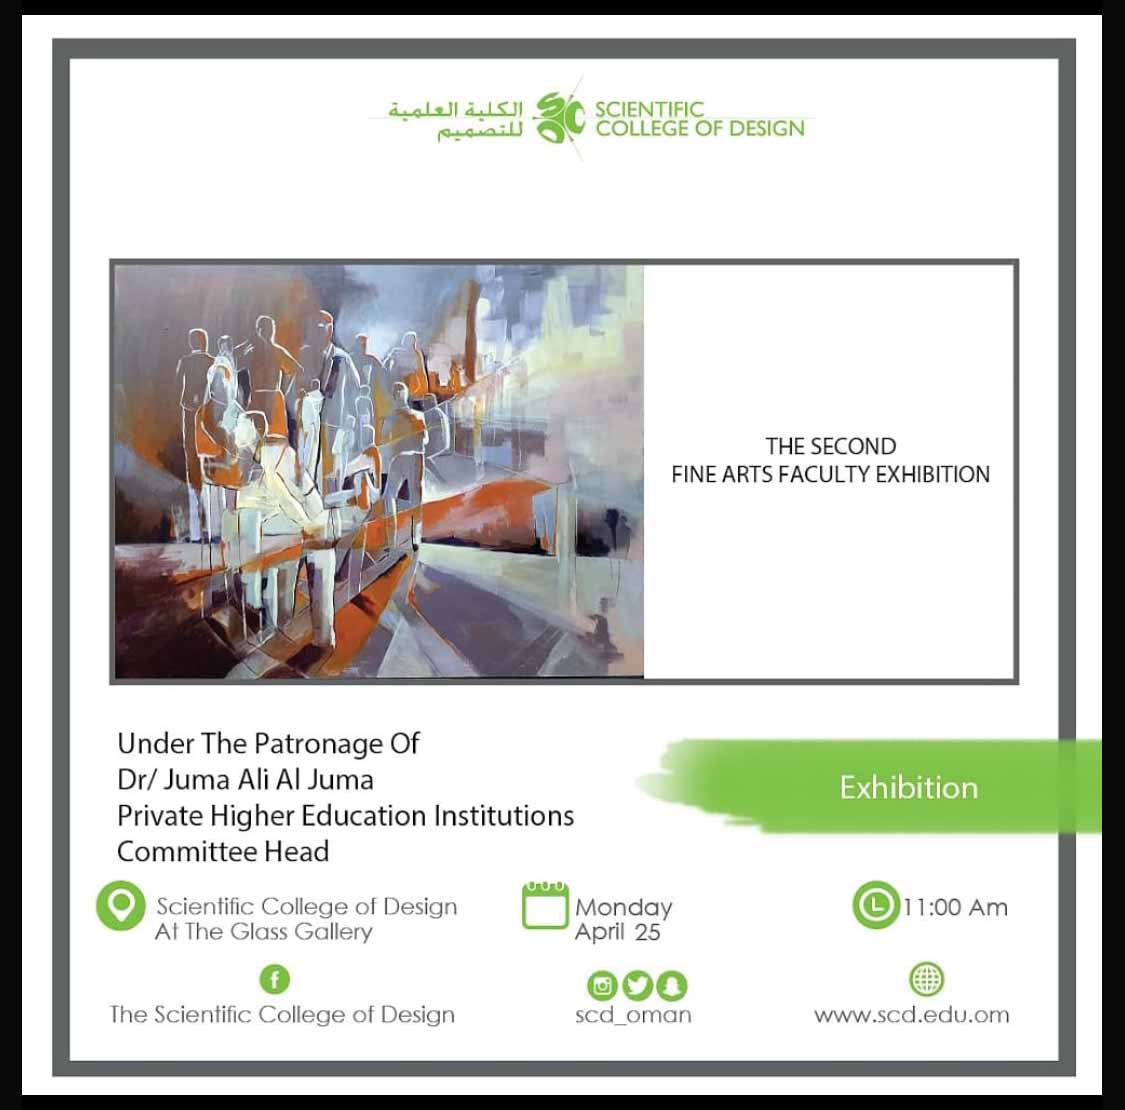 الكلية العلمية
للتصميم
SCIENTIFIC
COLLEGE OF DESIGN
THE SECOND
FINE ARTS FACULTY EXHIBITION
Under The Patronage Of
Dr/ Juma Ali Al Juma
Private Higher Education Institutions
Committee Head
Exhibition
Scientific College of Design
At The Glass Gallery
Monday
April 25
11:00 Am
The Scientific College of Design
scd_oman
www.scd.edu.om